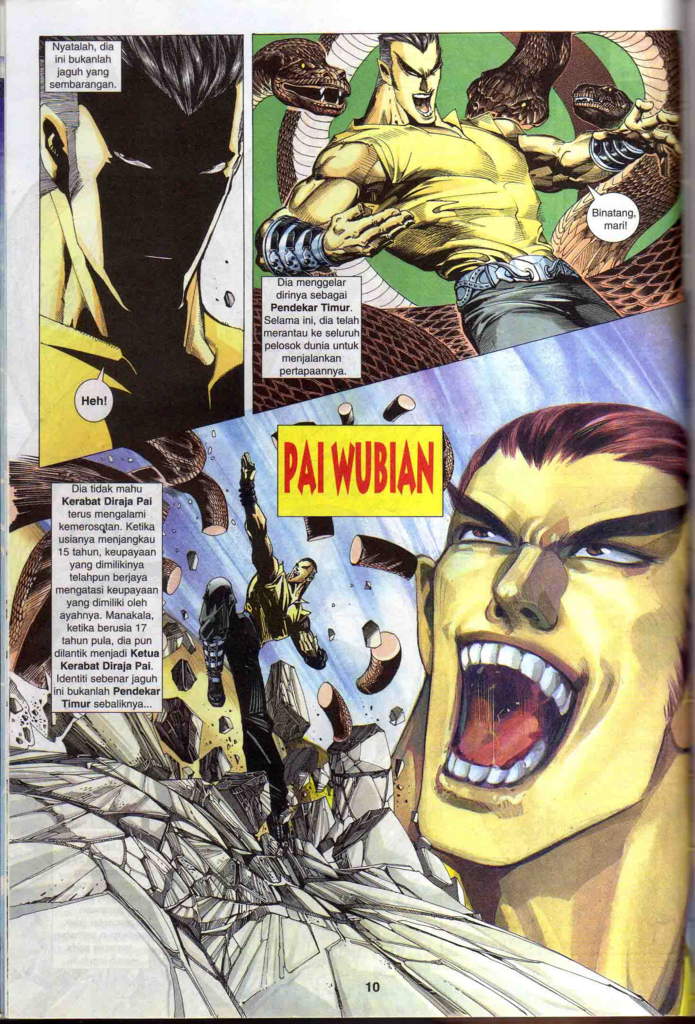 Nyatalah, dia
ini bukanlah
jaguh yang
sembarangan.
Heh!
Binatang,
mari!
Dia menggelar
dirinya sebagai
Pendekar Timur.
Selama ini, dia telah
merantau ke seluruh
pelosok dunia untuk
menjalankan
pertapaannya.
PAI WUBIAN
Dia tidak mahu
Kerabat Diraja Pai
terus mengalami
kemerosotan. Ketika
usianya menjangkau
15 tahun, keupayaan
yang dimilikinya
telahpun berjaya
mengatasi keupayaan
yang dimiliki oleh
ayahnya. Manakala,
ketika berusia 17
tahun pula, dia pun
dilantik menjadi Ketua
Kerabat Diraja Pai.
Identiti sebenar jaguh
ini bukanlah Pendekar
Timur sebaliknya...
10